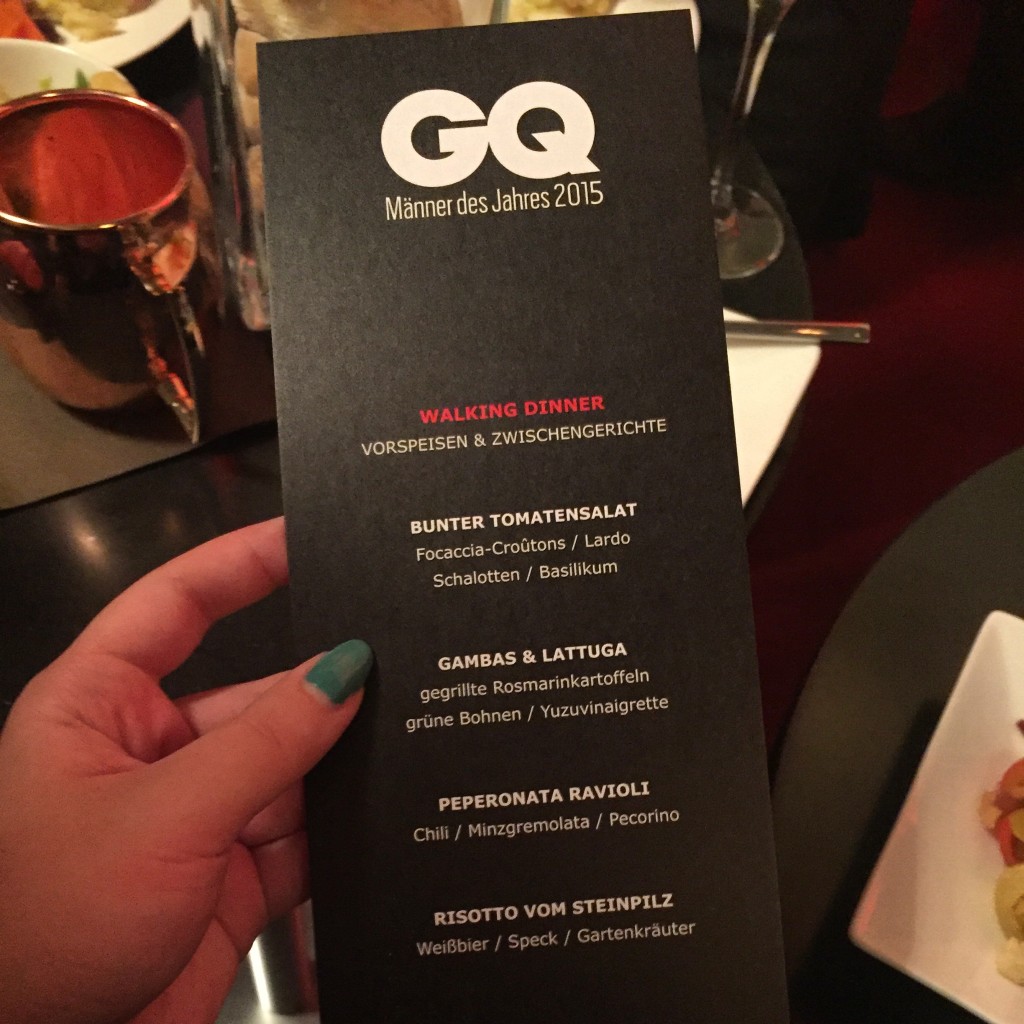 GQ
Männer des Jahres 2015
WALKING DINNER
VORSPEISEN & ZWISCHENGERICHTE
BUNTER TOMATENSALAT
Focaccia-Croûtons / Lardo
Schalotten / Basilikum
GAMBAS & LATTUGA
gegrillte Rosmarinkartoffeln
grüne Bohnen / Yuzuvinaigrette
PEPERONATA RAVIOLI
Chili / Minzgremolata / Pecorino
RISOTTO VOM STEINPILZ
Weißbier / Speck / Gartenkräuter